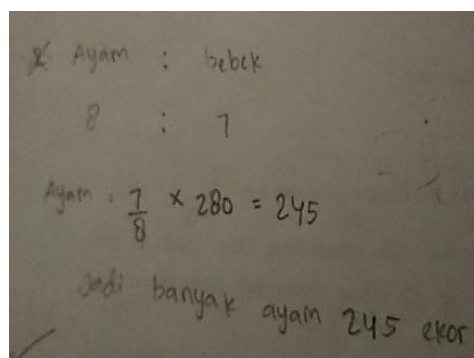 Ayam : bebek
8 : 7
Ayam : 7/8 × 280 = 245
Jadi banyak ayam 245 ekor